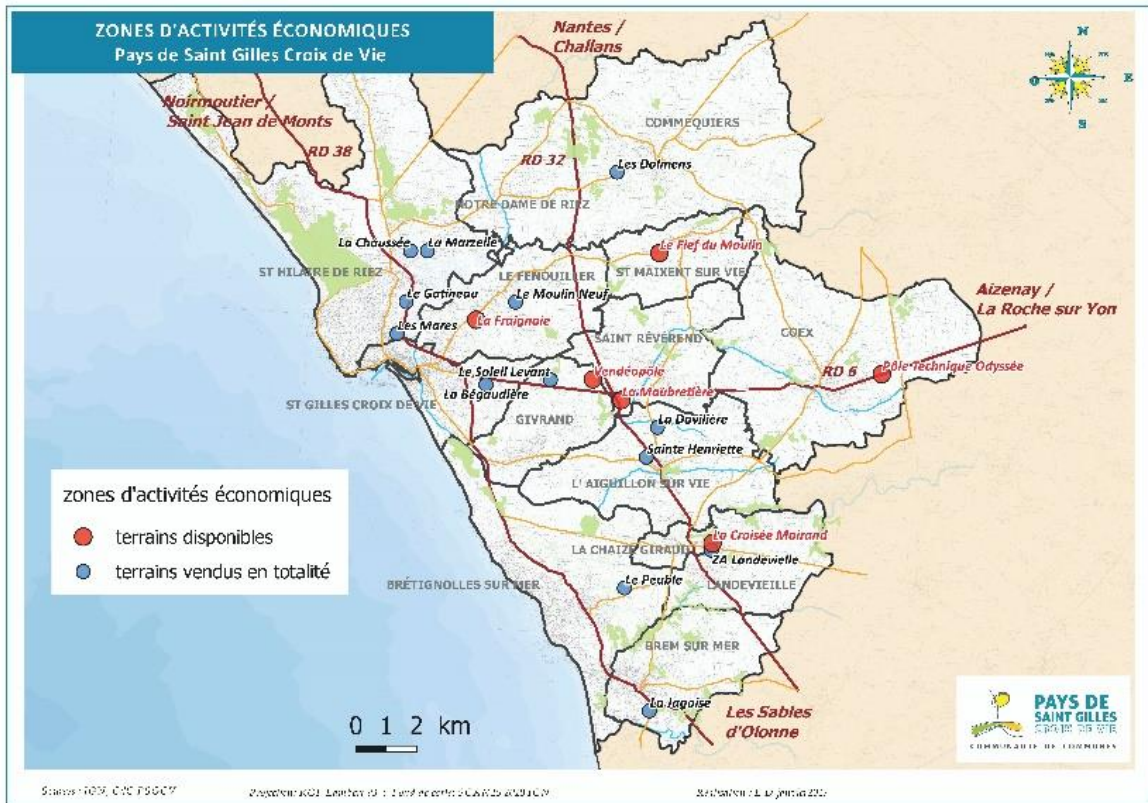 ZONES D'ACTIVITÉS ÉCONOMIQUES
Pays de Saint Gilles Croix de Vie
Nantes /
Challans
N
O
E
S
Noirmoutier /
Saint Jean de Monts
RD 38
RD 32
COMMEQUIERS
Les Dolmens
NOTRE DAME DE RIEZ
La Chaussée
La Marzelle
Le Fief du Moulin
ST HILAIRE DE RIEZ
LE FENOUILLER
ST MAIXENT SUR VIE
Le Gatineau
Le Moulin Neuf
Aizenay /
La Roche sur Yon
La Fraignaie
Les Mares
SAINT RÉVÉREND
COEX
RD 6
Pôle Technique Odyssée
Le Soleil Levant
Vendéopôle
La Bégaudière
La Maubretière
ST GILLES CROIX DE VIE
GIVRAND
La Davilière
Sainte Henriette
L' AIGUILLON SUR VIE
zones d'activités économiques
terrains disponibles
terrains vendus en totalité
La Croisée Moirand
LA CHAIZE GIRAUD
ZA Landevielle
BRÉTIGNOLLES SUR MER
Le Peuble
LANDEVIEILLE
BREM SUR MER
La Jagoise
Les Sables
d'Olonne
0 1 2 km
PAYS DE
SAINT GILLES
CROIX DE VIE
COMMUNAUTE DE COMMUNES